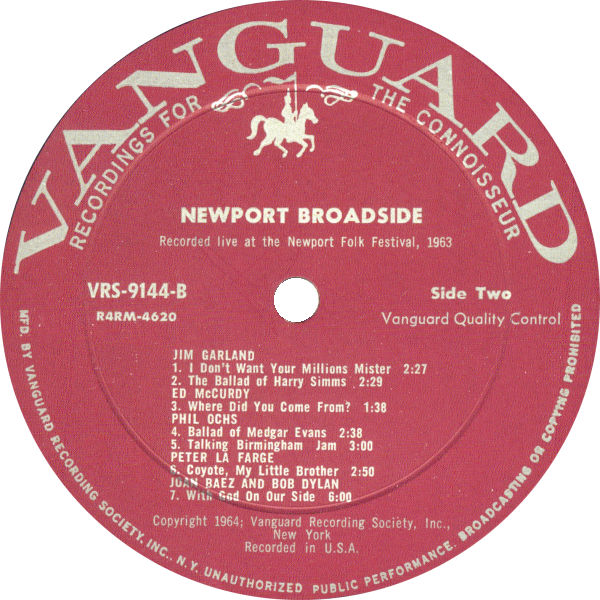 VANGUARD
RECORDINGS FOR THE CONNOISSEUR
NEWPORT BROADSIDE
Recorded live at the Newport Folk Festival, 1963
VRS-9144-B
Side Two
R4RM-4620
Vanguard Quality Control
JIM GARLAND
1. I Don't Want Your Millions Mister 2:27
2. The Ballad of Harry Simms 2:29
ED McCURDY
3. Where Did You Come From? 1:38
PHIL OCHS
4. Ballad of Medgar Evans 2:38
5. Talking Birmingham Jam 3:00
PETER LA FARGE
6. Coyote, My Little Brother 2:50
JOAN BAEZ AND BOB DYLAN
7. With God On Our Side 6:00
Copyright 1964; Vanguard Recording Society, Inc.,
New York
Recorded in U.S.A.
MFD. BY VANGUARD RECORDING SOCIETY, INC., N.Y. UNAUTHORIZED PUBLIC PERFORMANCE, BROADCASTING OR COPYING PROHIBITED